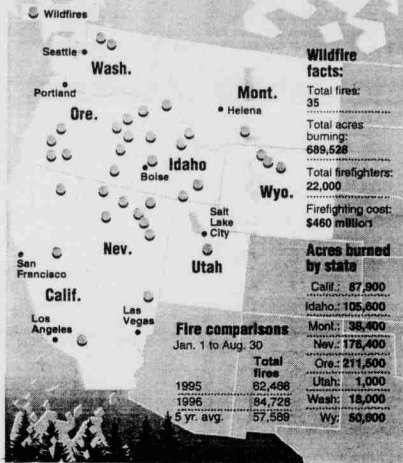 Wildfires
Seattle
Wash.
Portland
Ore.
Mont.
Helena
Idaho
Boise
Wyo.
Salt
Lake
City
Nev.
Utah
San
Francisco
Calif.
Los
Angeles
Las
Vegas
Wildfire
facts:
Total fires:
35
Total acres
burning:
689,528
Total firefighters:
22,000
Firefighting cost:
$460 million
Acres burned
by state
Calif.: 87,900
Idaho.: 105,600
Mont.: 38,400
Nev.: 176,400
Ore.: 211,500
Utah: 1,000
Wash: 18,000
Wy: 50,600
Fire comparisons
Jan. 1 to Aug. 30
Total
fires
1995 62,468
1996 84,728
5 yr. avg. 57,589